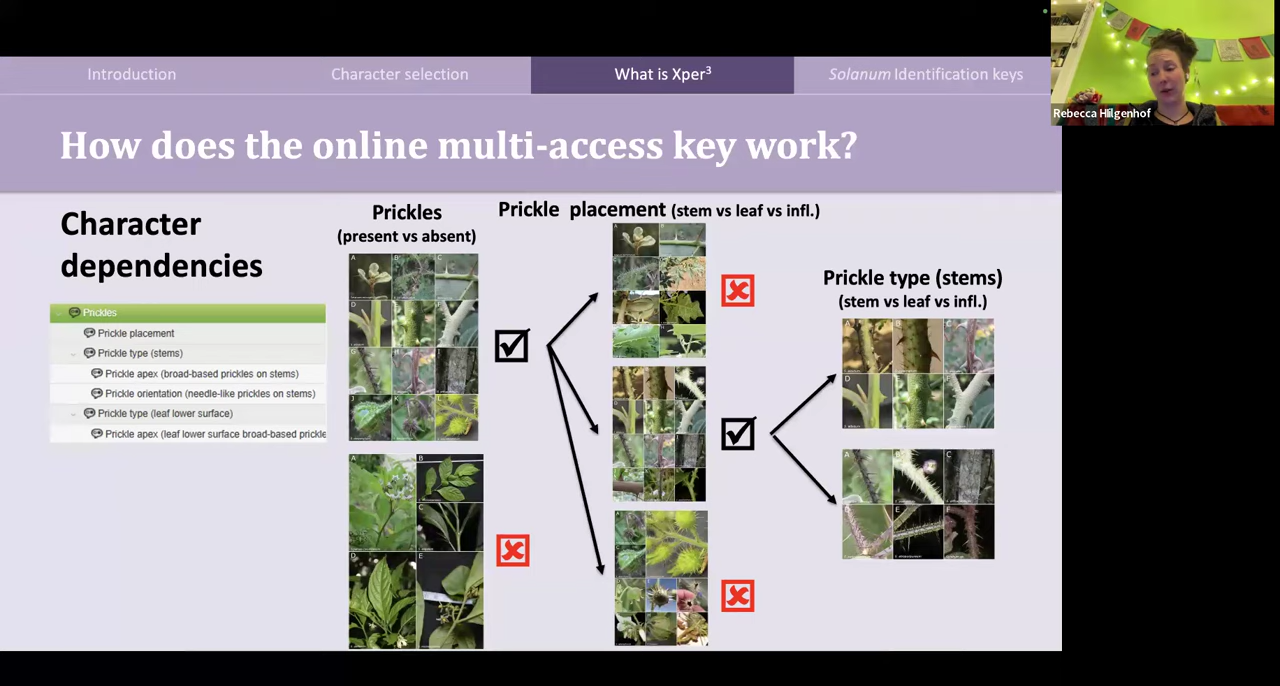 Introduction
Character selection
What is Xper³
Solanum Identification keys
Rebecca Hilgenhof
How does the online multi-access key work?
Character
dependencies
Prickles
Prickle placement
Prickle type (stems)
Prickle apex (broad-based prickles on stems)
Prickle orientation (needle-like prickles on stems)
Prickle type (leaf lower surface)
Prickle apex (leaf lower surface broad-based prickle
Prickles
(present vs absent)
Prickle placement (stem vs leaf vs infl.)
Prickle type (stems)
(stem vs leaf vs infl.)